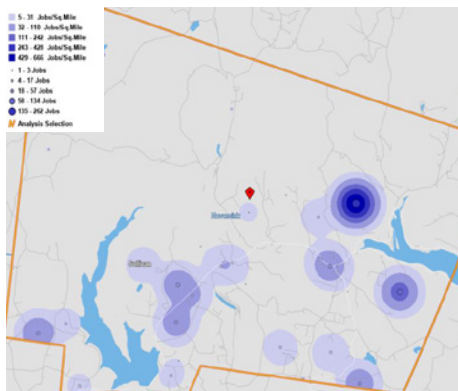 5 - 31 Jobs/Sq.Mile
32 - 110 Jobs/Sq.Mile
111 - 242 Jobs/Sq.Mile
243 - 428 Jobs/Sq.Mile
429 - 666 Jobs/Sq.Mile
1 - 3 Jobs
4 - 17 Jobs
18 - 57 Jobs
58 - 134 Jobs
135 - 262 Jobs
Analysis Selection
Sullivan